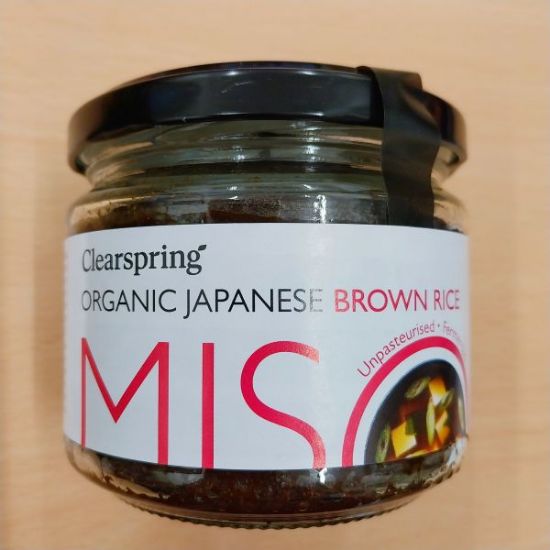 Clearspring
ORGANIC JAPANESE BROWN RICE
MISO
Unpasteurised •